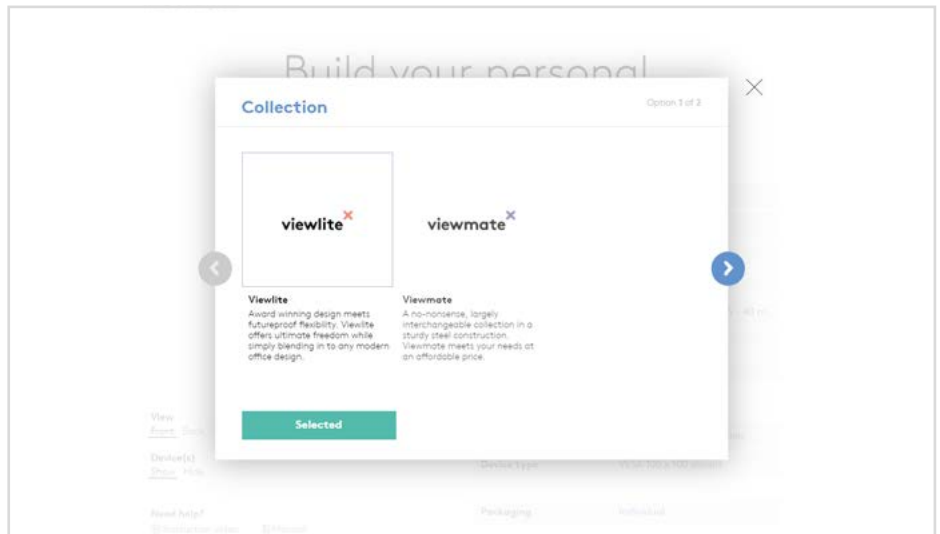 Build your personal
Collection
Option 1 of 2
viewlite
viewmate
Viewlite
Award winning design meets
futureproof flexibility. Viewlite
offers ultimate freedom while
simply blending in to any modern
office design.
Viewmate
A no-nonsense, largely
interchangeable collection in a
sturdy steel construction.
Viewmate meets your needs at
an affordable price.
Selected
View
Front
Device(s)
Show Hide
Device type
Need help?
Packaging
Individual